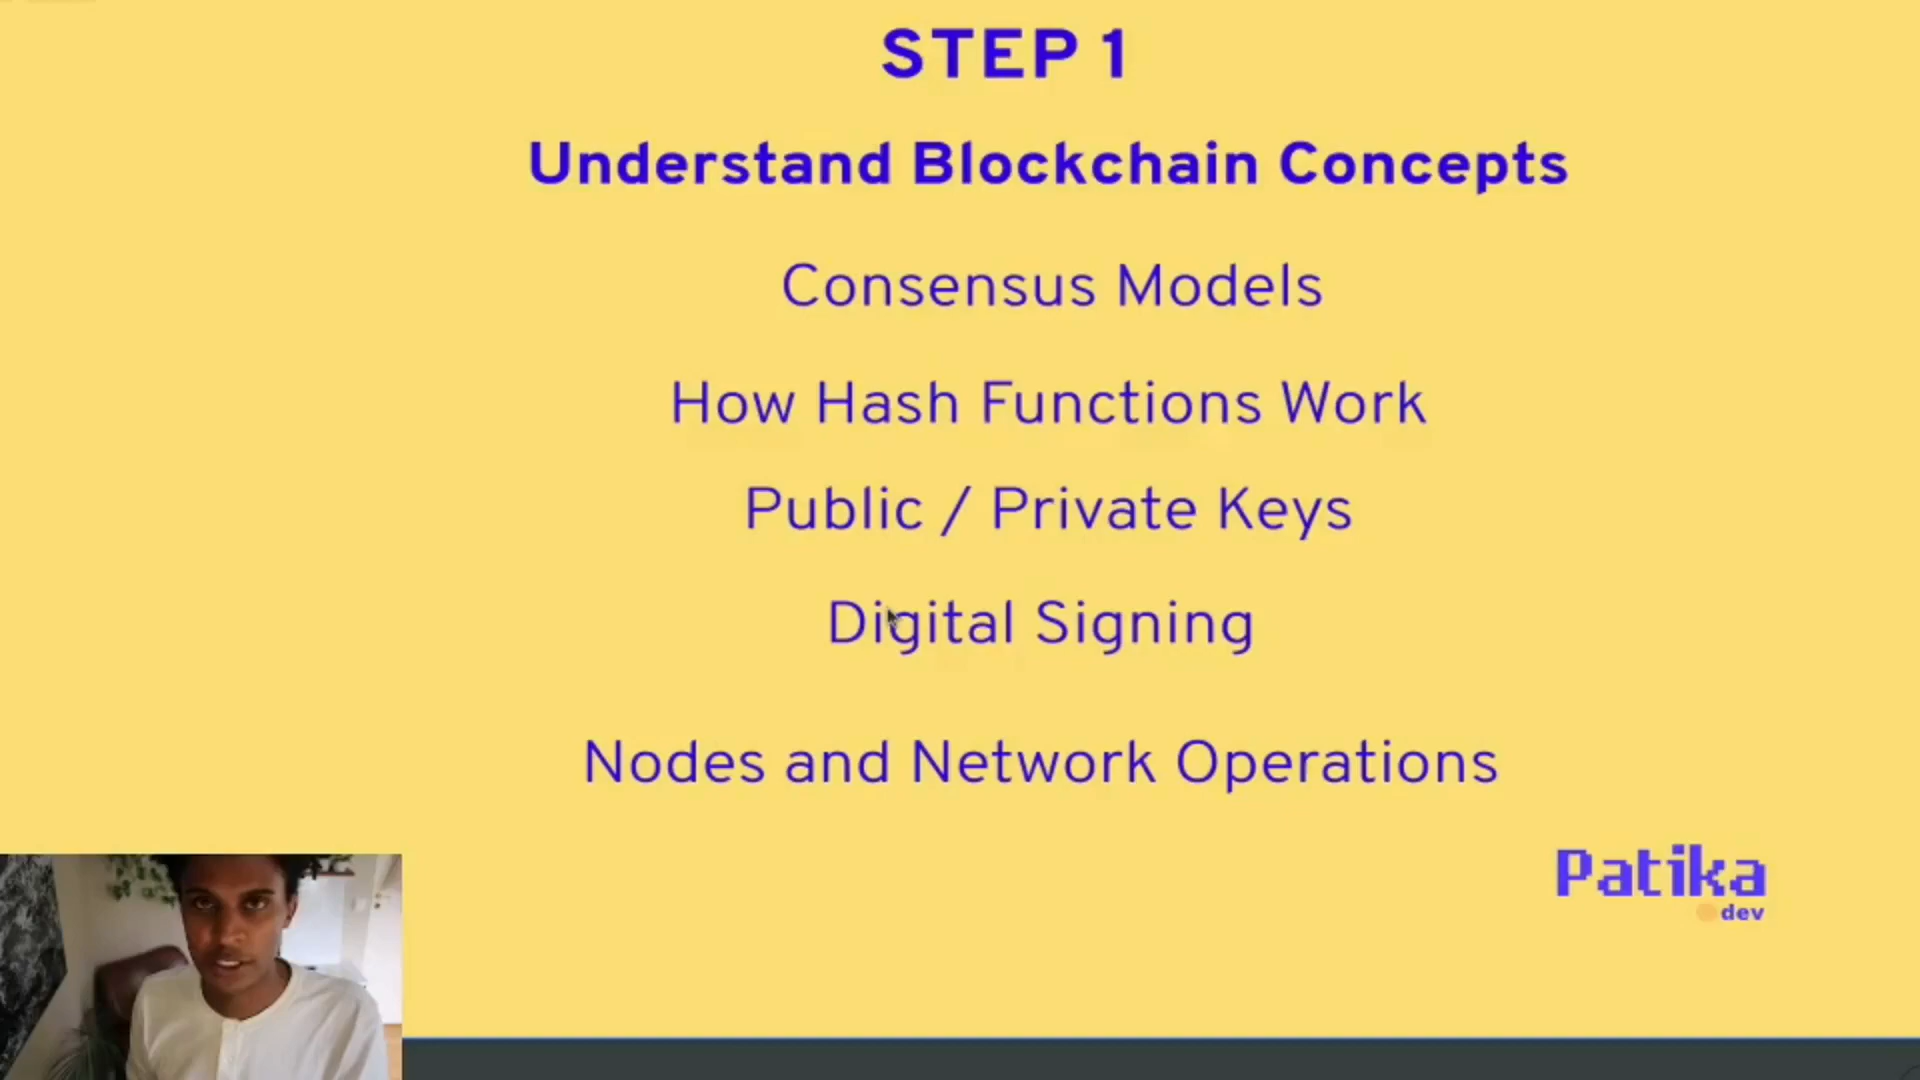 STEP 1
Understand Blockchain Concepts
Consensus Models
How Hash Functions Work
Public / Private Keys
Digital Signing
Nodes and Network Operations
Patika
dev